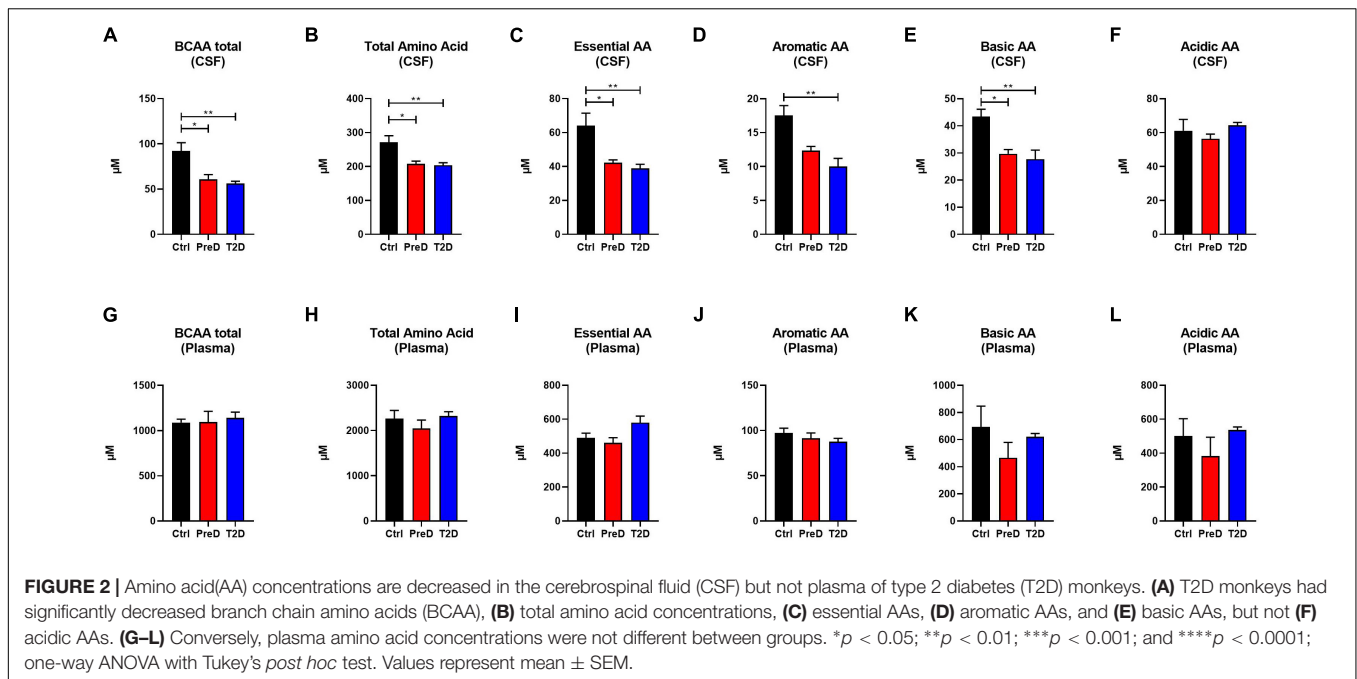 A
BCAA total
(CSF)
150
100
50
0
µM
**
*
Ctrl PreD T2D
B
Total Amino Acid
(CSF)
400
300
200
100
0
µM
**
*
Ctrl PreD T2D
C
Essential AA
(CSF)
80
60
40
20
0
µM
**
*
Ctrl PreD T2D
D
Aromatic AA
(CSF)
20
15
10
5
0
µM
**
Ctrl PreD T2D
E
Basic AA
(CSF)
50
40
30
20
10
0
µM
**
*
Ctrl PreD T2D
F
Acidic AA
(CSF)
80
60
40
20
0
µM
Ctrl PreD T2D
G
BCAA total
(Plasma)
1500
1000
500
0
µM
Ctrl PreD T2D
H
Total Amino Acid
(Plasma)
3000
2000
1000
0
µM
Ctrl PreD T2D
I
Essential AA
(Plasma)
800
600
400
200
0
µM
Ctrl PreD T2D
J
Aromatic AA
(Plasma)
150
100
50
0
µM
Ctrl PreD T2D
K
Basic AA
(Plasma)
1000
800
600
400
200
0
µM
Ctrl PreD T2D
L
Acidic AA
(Plasma)
800
600
400
200
0
µM
Ctrl PreD T2D
FIGURE 2 | Amino acid(AA) concentrations are decreased in the cerebrospinal fluid (CSF) but not plasma of type 2 diabetes (T2D) monkeys. (A) T2D monkeys had
significantly decreased branch chain amino acids (BCAA), (B) total amino acid concentrations, (C) essential AAs, (D) aromatic AAs, and (E) basic AAs, but not (F)
acidic AAs. (G–L) Conversely, plasma amino acid concentrations were not different between groups. *p < 0.05; **p < 0.01; ***p < 0.001; and ****p < 0.0001;
one-way ANOVA with Tukey's post hoc test. Values represent mean ± SEM.